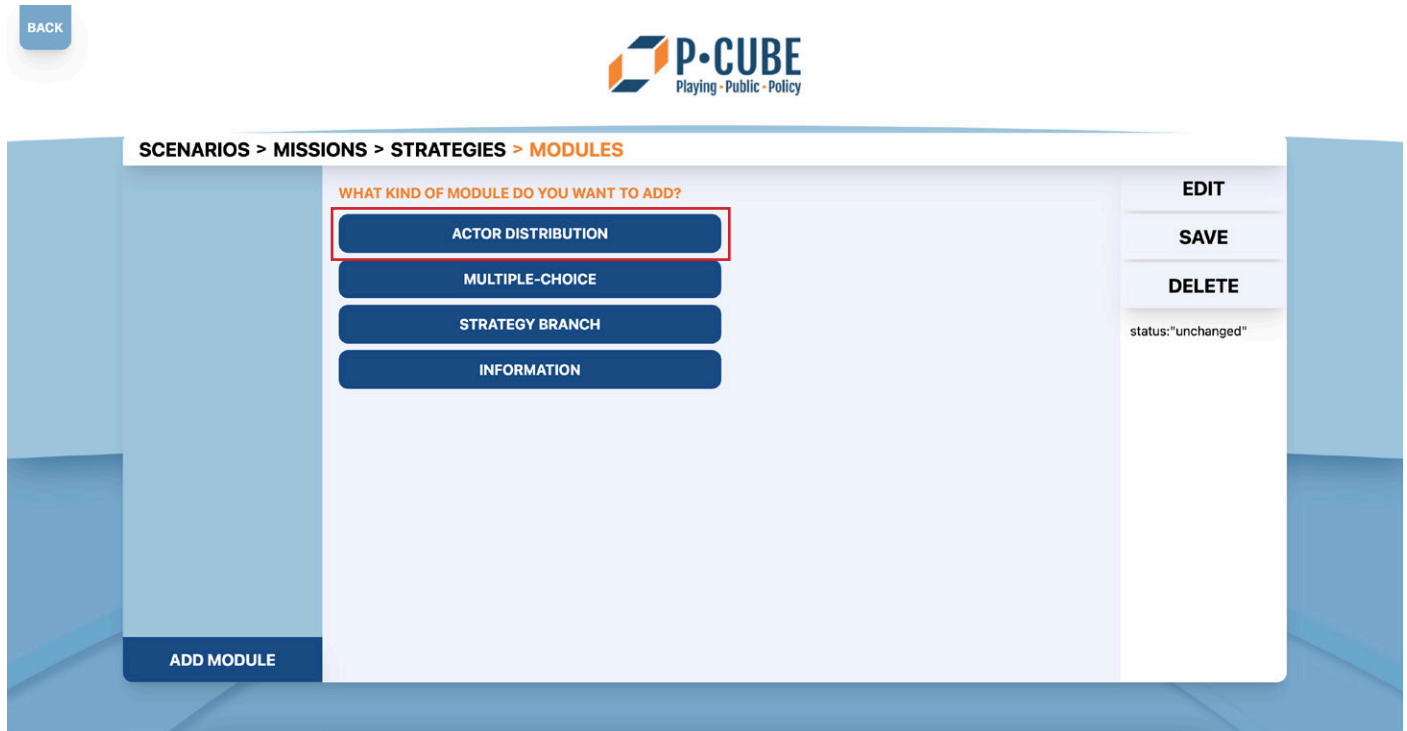 BACK
P•CUBE
Playing • Public • Policy
SCENARIOS > MISSIONS > STRATEGIES > MODULES
WHAT KIND OF MODULE DO YOU WANT TO ADD?
ACTOR DISTRIBUTION
MULTIPLE-CHOICE
STRATEGY BRANCH
INFORMATION
EDIT
SAVE
DELETE
status:"unchanged"
ADD MODULE